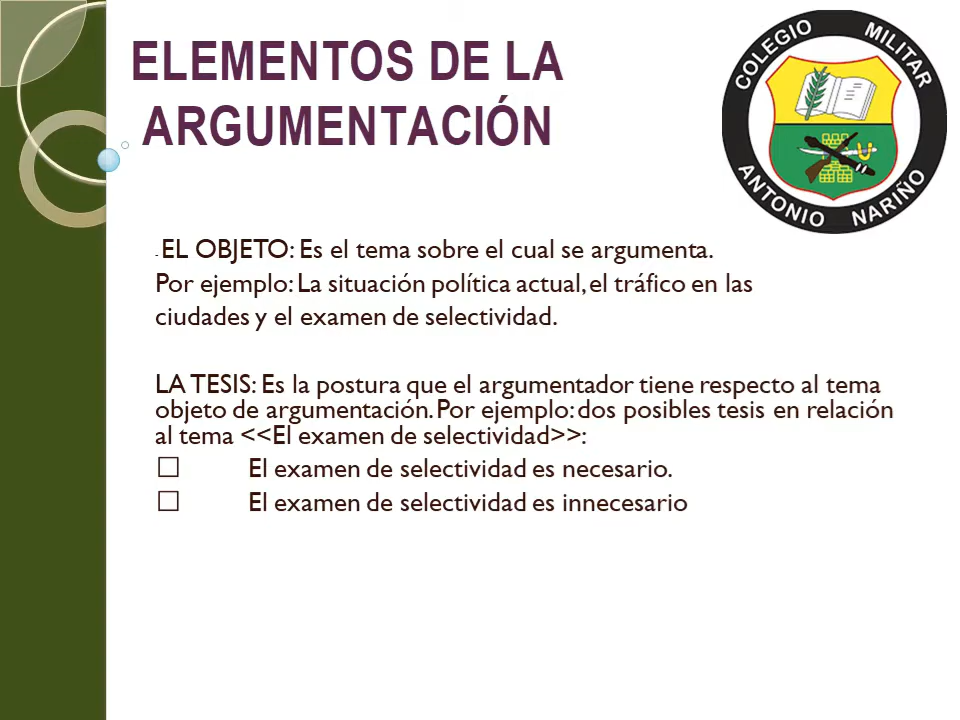 ELEMENTOS DE LA
ARGUMENTACIÓN
COLEGIO MILITAR
ANTONIO NARIÑO
- EL OBJETO: Es el tema sobre el cual se argumenta.
Por ejemplo: La situación política actual, el tráfico en las
ciudades y el examen de selectividad.
LA TESIS: Es la postura que el argumentador tiene respecto al tema
objeto de argumentación. Por ejemplo: dos posibles tesis en relación
al tema <<El examen de selectividad>>:
☐ El examen de selectividad es necesario.
☐ El examen de selectividad es innecesario